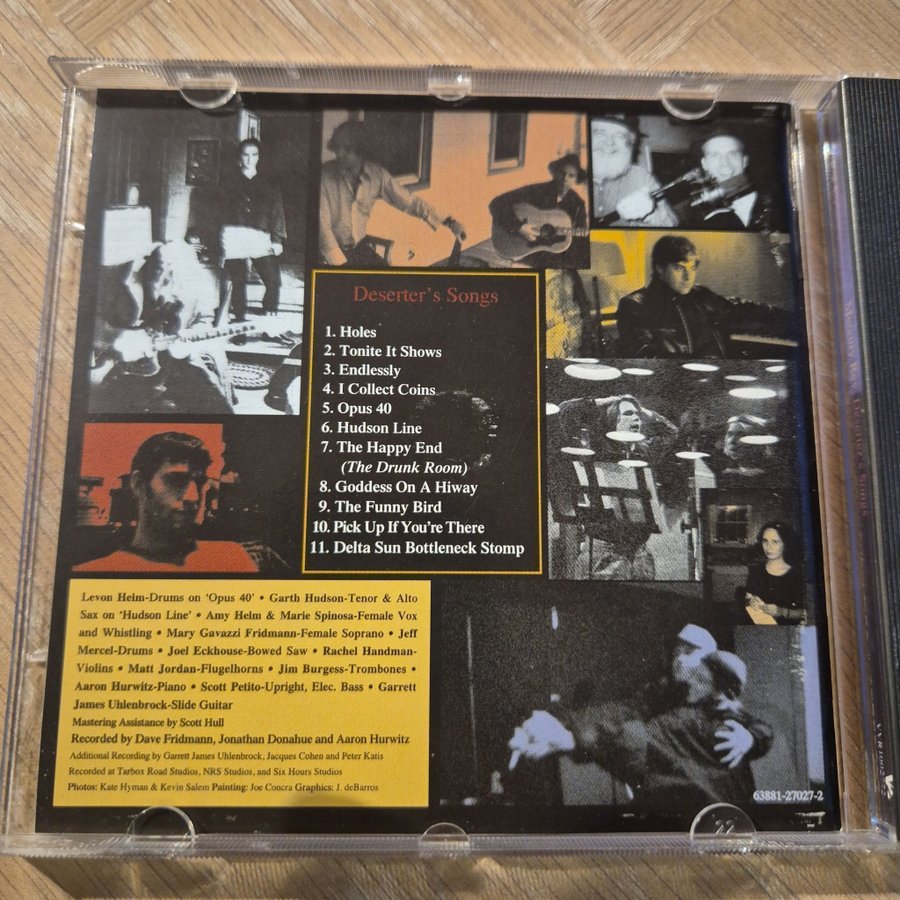 Deserter's Songs
1. Holes
2. Tonite It Shows
3. Endlessly
4. I Collect Coins
5. Opus 40
6. Hudson Line
7. The Happy End
(The Drunk Room)
8. Goddess On A Hiway
9. The Funny Bird
10. Pick Up If You're There
11. Delta Sun Bottleneck Stomp
Levon Helm-Drums on 'Opus 40' • Garth Hudson-Tenor & Alto
Sax on 'Hudson Line' • Amy Helm & Marie Spinosa-Female Vox
and Whistling • Mary Gavazzi Fridmann-Female Soprano • Jeff
Mercel-Drums • Joel Eckhouse-Bowed Saw • Rachel Handman-
Violins • Matt Jordan-Flugelhorns • Jim Burgess-Trombones •
Aaron Hurwitz-Piano • Scott Petito-Upright, Elec. Bass • Garrett
James Uhlenbrock-Slide Guitar
Mastering Assistance by Scott Hull
Recorded by Dave Fridmann, Jonathan Donahue and Aaron Hurwitz
Additional Recording by Garrett James Uhlenbrock, Jacques Cohen and Peter Katis
Recorded at Tarbox Road Studios, NRS Studios, and Six Hours Studios
Photos: Kate Hyman & Kevin Salem Painting: Joe Concra Graphics: J. deBarros
63881-27027-2
22